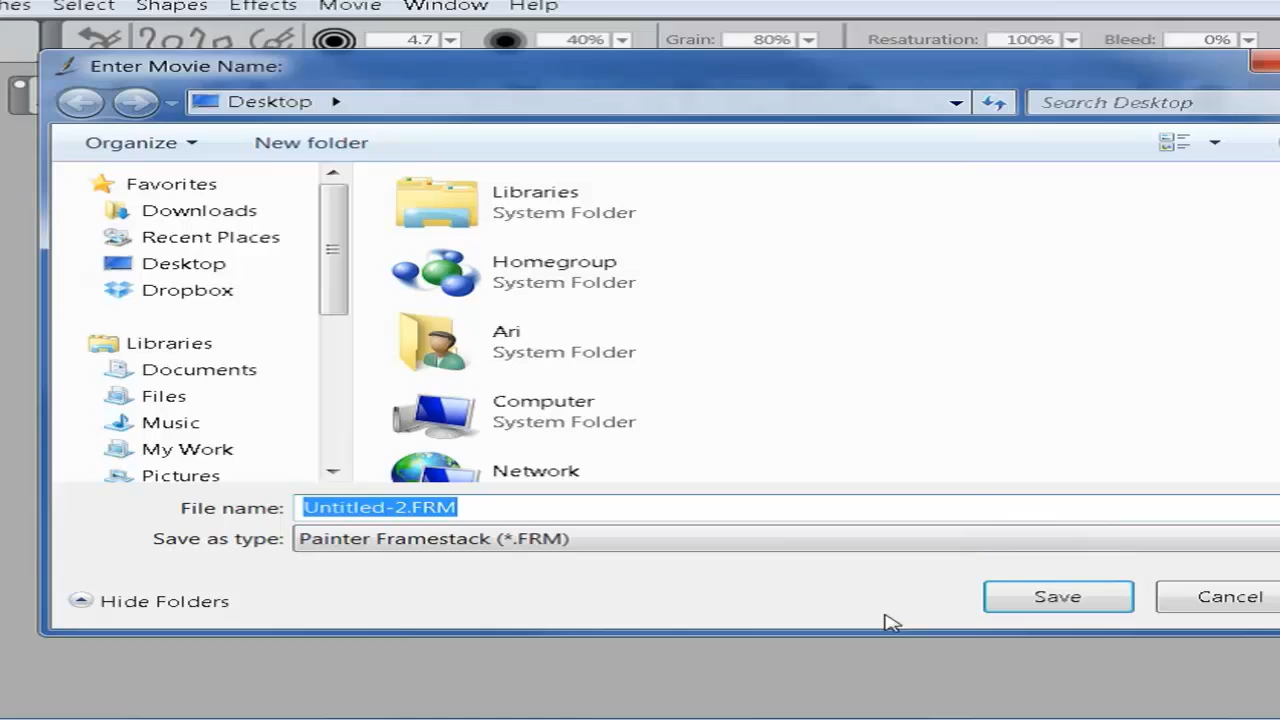 hes Select Shapes Effects Movie Window Help
4.7 40% Grain: 80% Resaturation: 100% Bleed: 0%
Enter Movie Name:
Desktop
Search Desktop
Organize New folder
Favorites
Downloads
Recent Places
Desktop
Dropbox
Libraries
Documents
Files
Music
My Work
Pictures
Libraries
System Folder
Homegroup
System Folder
Ari
System Folder
Computer
System Folder
Network
File name: Untitled-2.FRM
Save as type: Painter Framestack (*.FRM)
Hide Folders
Save Cancel